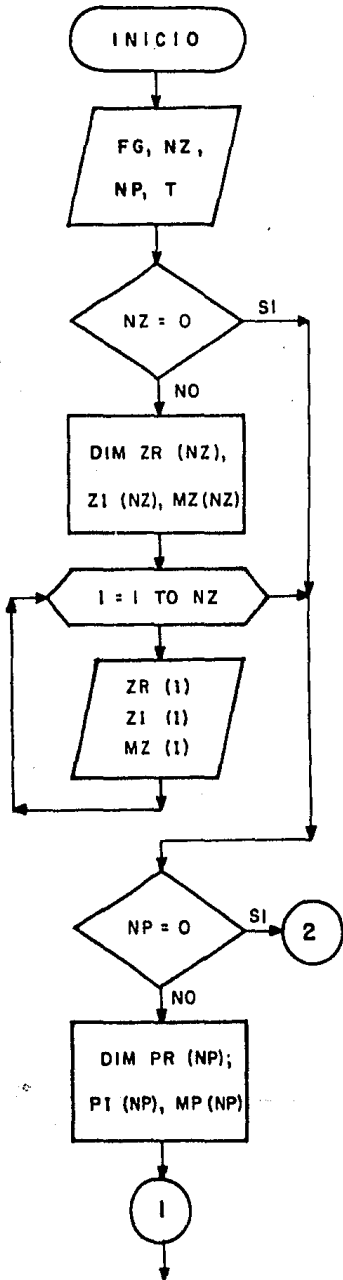 INICIO
FG, NZ,
NP, T
NZ = 0
SI
NO
DIM ZR (NZ),
ZI (NZ), MZ(NZ)
I = I TO NZ
ZR (I)
ZI (I)
MZ (I)
NP = 0
SI
2
NO
DIM PR (NP);
PI (NP), MP(NP)
1